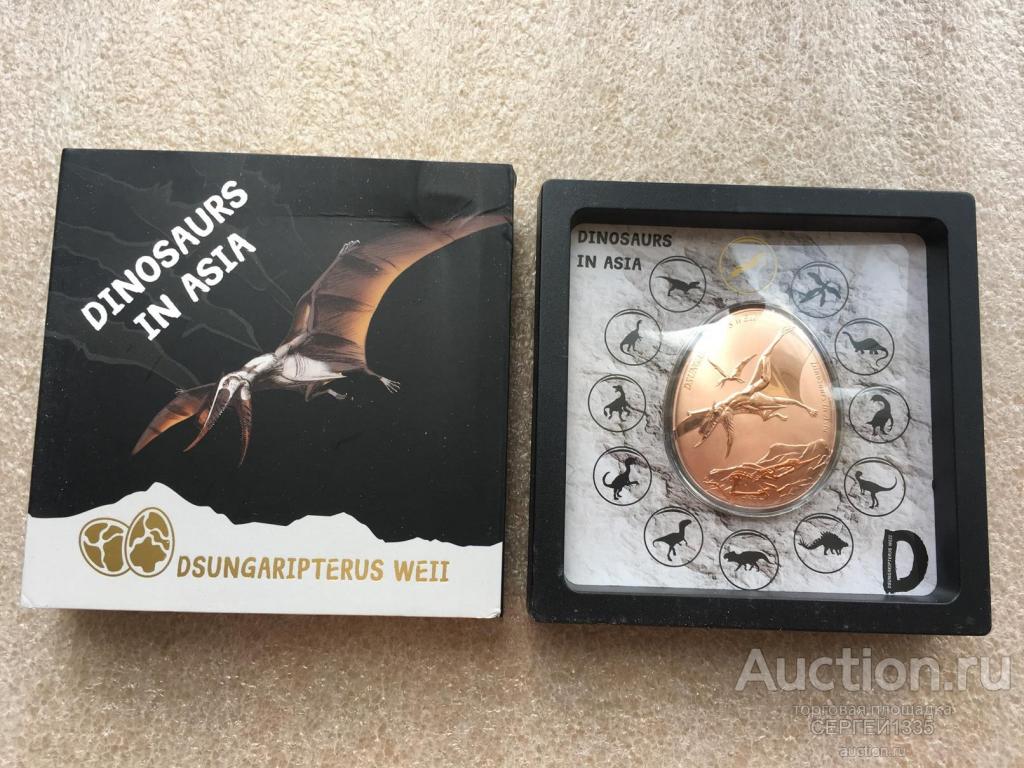 DINOSAURS
IN ASIA
DSUNGARIPTERUS WEII
DINOSAURS
IN ASIA
D
DSUNGARIPTERUS WEII
Auction.ru
торговая площадка
СЕРГЕЙ1335
auction.ru